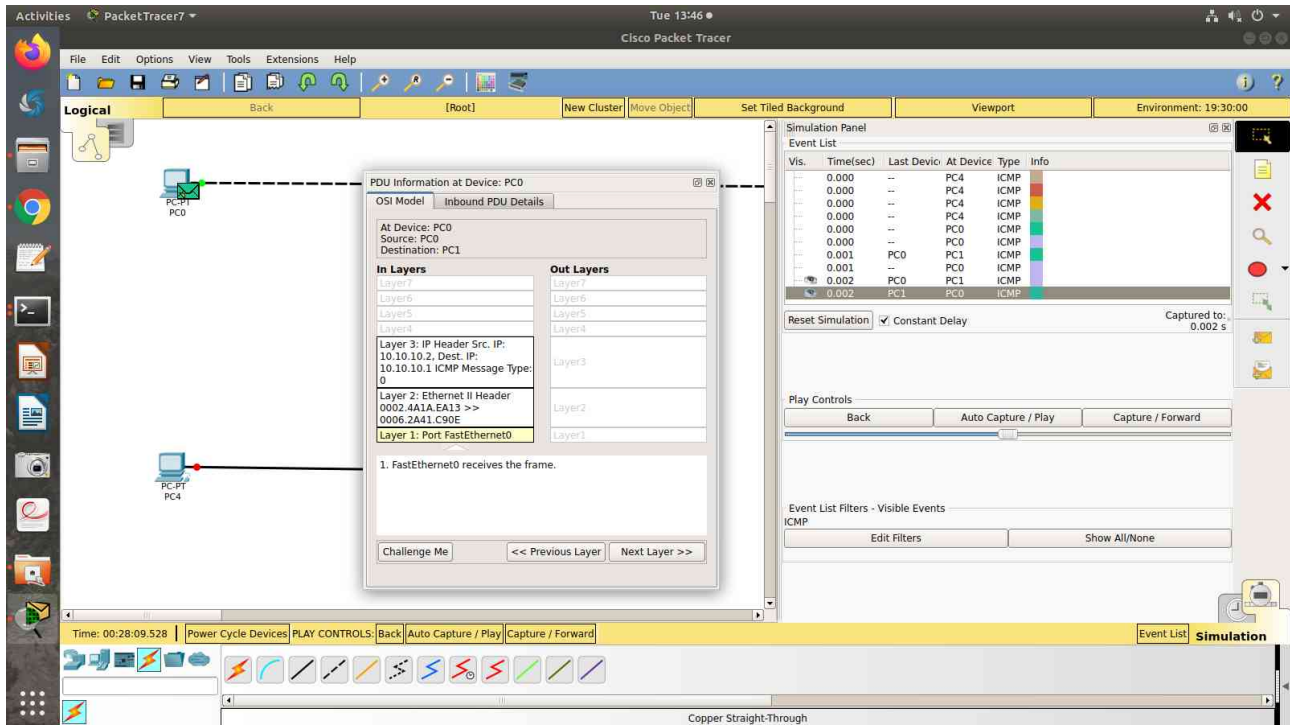 Activities PacketTracer7 Tue 13:46
Cisco Packet Tracer
File Edit Options View Tools Extensions Help
Logical Back [Root] New Cluster Move Object Set Tiled Background Viewport Environment: 19:30:00
PC-PT
PC0
PC-PT
PC4
PDU Information at Device: PC0
OSI Model Inbound PDU Details
At Device: PC0
Source: PC0
Destination: PC1
In Layers Out Layers
Layer7 Layer7
Layer6 Layer6
Layer5 Layer5
Layer4 Layer4
Layer 3: IP Header Src. IP:
10.10.10.2, Dest. IP:
10.10.10.1 ICMP Message Type:
0
Layer3
Layer 2: Ethernet II Header
0002.4A1A.EA13 >>
0006.2A41.C90E
Layer2
Layer 1: Port FastEthernet0 Layer1
1. FastEthernet0 receives the frame.
Challenge Me << Previous Layer Next Layer >>
Simulation Panel
Event List
Vis. Time(sec) Last Devic At Device Type Info
0.000 -- PC4 ICMP
0.000 -- PC4 ICMP
0.000 -- PC4 ICMP
0.000 -- PC4 ICMP
0.000 -- PC0 ICMP
0.000 -- PC0 ICMP
0.001 PC0 PC1 ICMP
0.001 -- PC0 ICMP
0.002 PC0 PC1 ICMP
0.002 PC1 PC0 ICMP
Reset Simulation Constant Delay Captured to:
0.002 s
Play Controls
Back Auto Capture / Play Capture / Forward
Event List Filters - Visible Events
ICMP
Edit Filters Show All/None
Time: 00:28:09.528 Power Cycle Devices PLAY CONTROLS: Back Auto Capture / Play Capture / Forward Event List Simulation
Copper Straight-Through